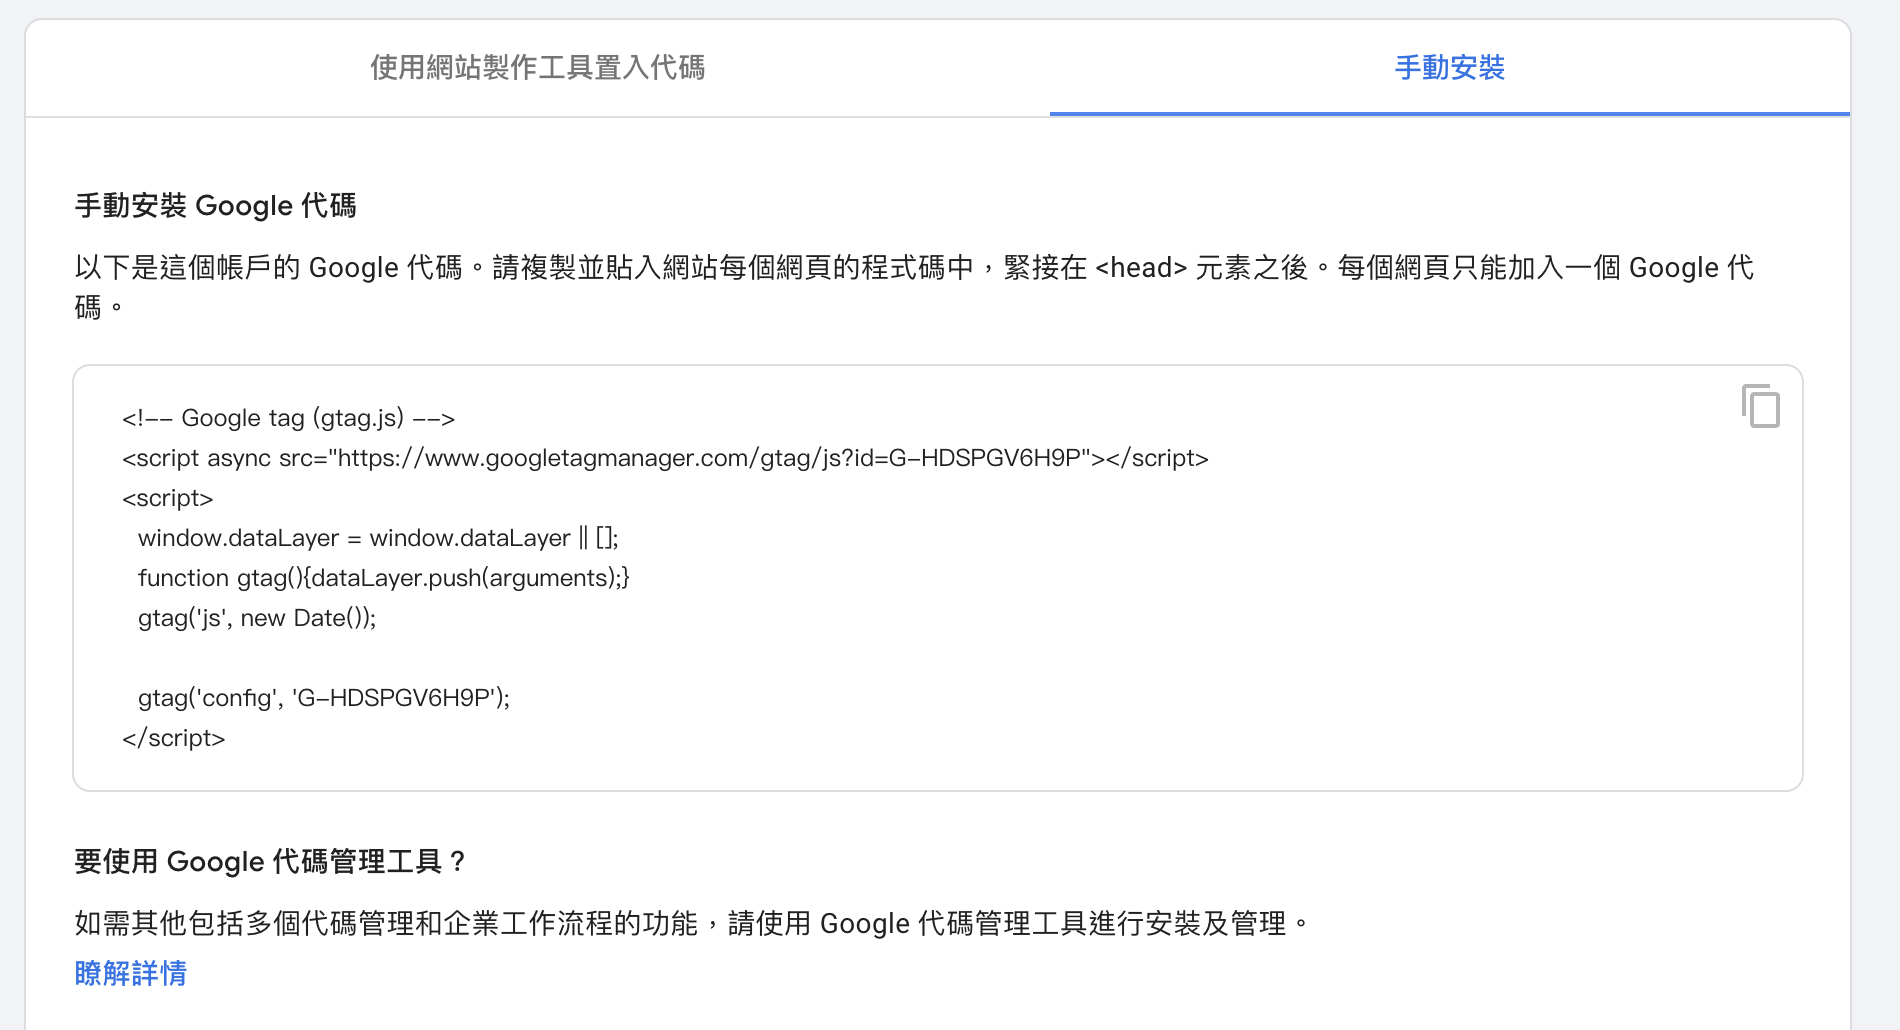 使用網站製作工具置入代碼
手動安裝
手動安裝 Google 代碼
以下是這個帳戶的 Google 代碼。請複製並貼入網站每個網頁的程式碼中，緊接在 <head> 元素之後。每個網頁只能加入一個 Google 代
碼。
<!-- Google tag (gtag.js) -->
<script async src="https://www.googletagmanager.com/gtag/js?id=G-HDSPGV6H9P"></script>
<script>
  window.dataLayer = window.dataLayer || [];
  function gtag(){dataLayer.push(arguments);}
  gtag('js', new Date());

  gtag('config', 'G-HDSPGV6H9P');
</script>
要使用 Google 代碼管理工具？
如需其他包括多個代碼管理和企業工作流程的功能，請使用 Google 代碼管理工具進行安裝及管理。
瞭解詳情